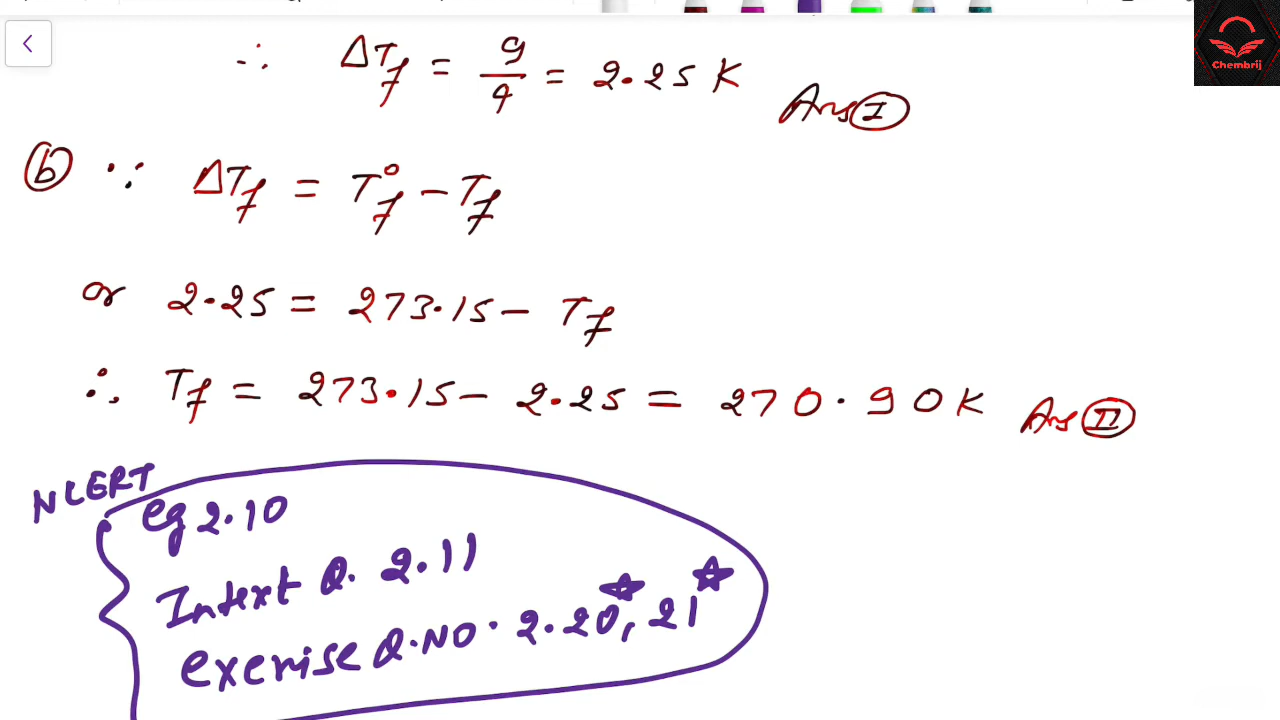 Chembrij
∴ ΔTf = 9/4 = 2.25 K Ans I
b ∵ ΔTf = T°f - Tf
or 2.25 = 273.15 - Tf
∴ Tf = 273.15 - 2.25 = 270.90 K Ans II
NCERT
eg 2.10
Intext Q. 2.11
exerise Q.NO. 2.20☆, 21☆